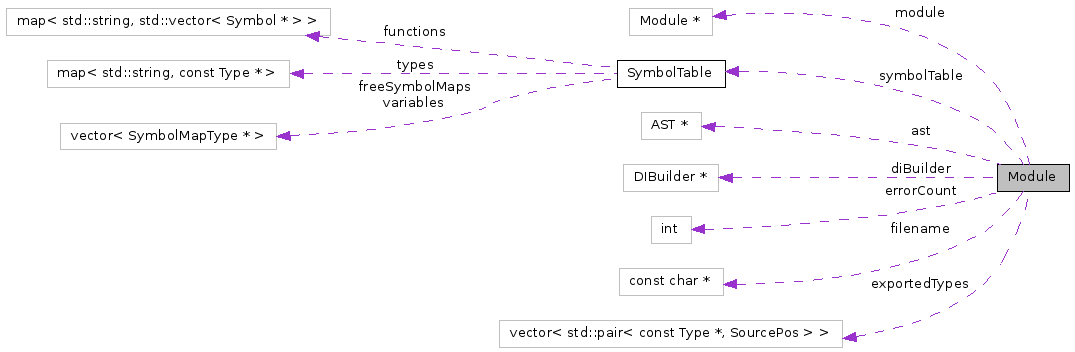 map< std::string, std::vector< Symbol * > >
functions
Module *
module
map< std::string, const Type * >
types
SymbolTable
symbolTable
freeSymbolMaps
variables
vector< SymbolMapType * >
AST *
ast
DIBuilder *
diBuilder
Module
int
errorCount
const char *
filename
vector< std::pair< const Type *, SourcePos > >
exportedTypes